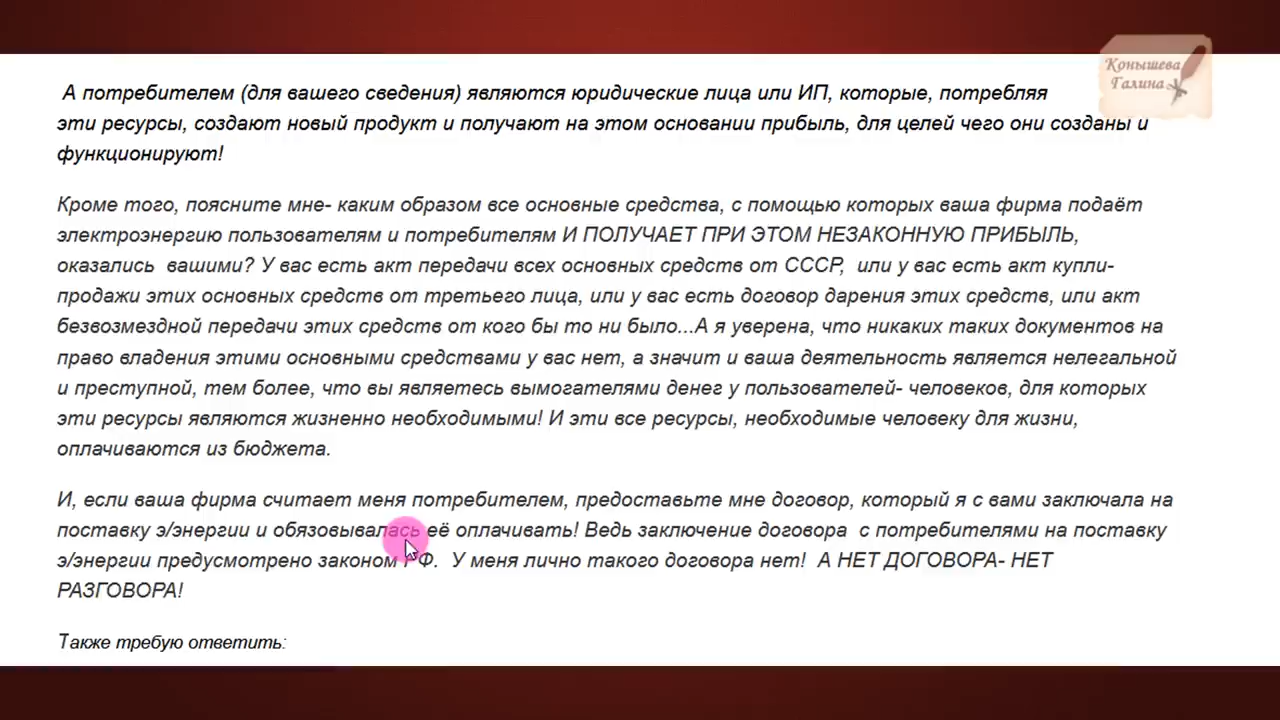 Конышева
Галина
А потребителем (для вашего сведения) являются юридические лица или ИП, которые, потребляя
эти ресурсы, создают новый продукт и получают на этом основании прибыль, для целей чего они созданы и
функционируют!
Кроме того, поясните мне- каким образом все основные средства, с помощью которых ваша фирма подаёт
электроэнергию пользователям и потребителям И ПОЛУЧАЕТ ПРИ ЭТОМ НЕЗАКОННУЮ ПРИБЫЛЬ,
оказались вашими? У вас есть акт передачи всех основных средств от СССР, или у вас есть акт купли-
продажи этих основных средств от третьего лица, или у вас есть договор дарения этих средств, или акт
безвозмездной передачи этих средств от кого бы то ни было...А я уверена, что никаких таких документов на
право владения этими основными средствами у вас нет, а значит и ваша деятельность является нелегальной
и преступной, тем более, что вы являетесь вымогателями денег у пользователей- человеков, для которых
эти ресурсы являются жизненно необходимыми! И эти все ресурсы, необходимые человеку для жизни,
оплачиваются из бюджета.
И, если ваша фирма считает меня потребителем, предоставьте мне договор, который я с вами заключала на
поставку э/энергии и обязовывалась её оплачивать! Ведь заключение договора с потребителями на поставку
э/энергии предусмотрено законом РФ. У меня лично такого договора нет! А НЕТ ДОГОВОРА- НЕТ
РАЗГОВОРА!
Также требую ответить: